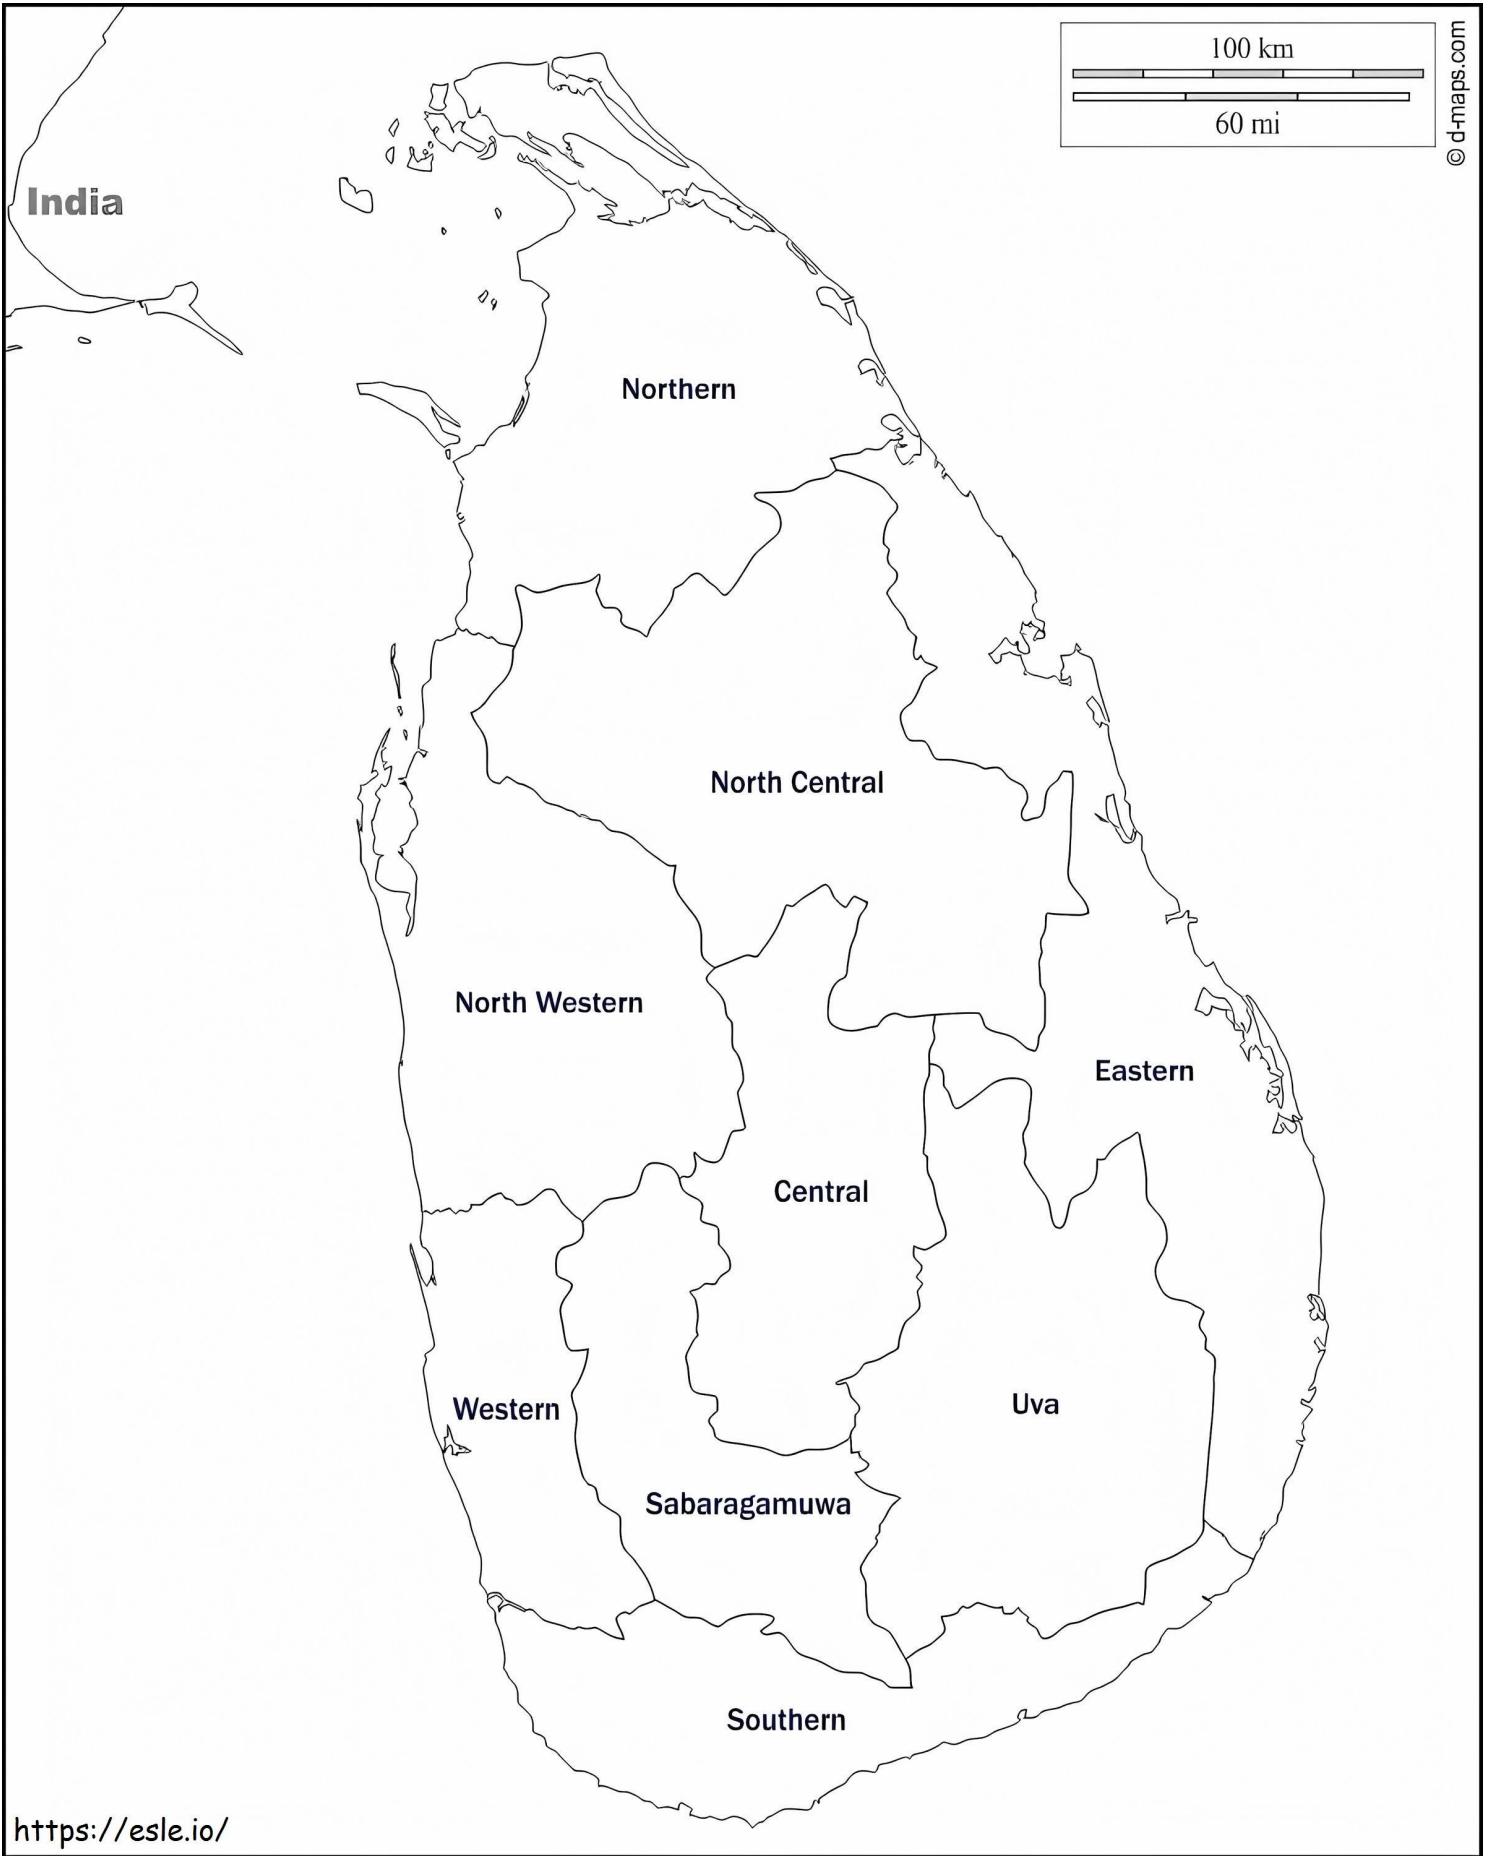 100 km
60 mi
© d-maps.com
India
Northern
North Central
North Western
Eastern
Central
Uva
Western
Sabaragamuwa
Southern
https://esle.io/